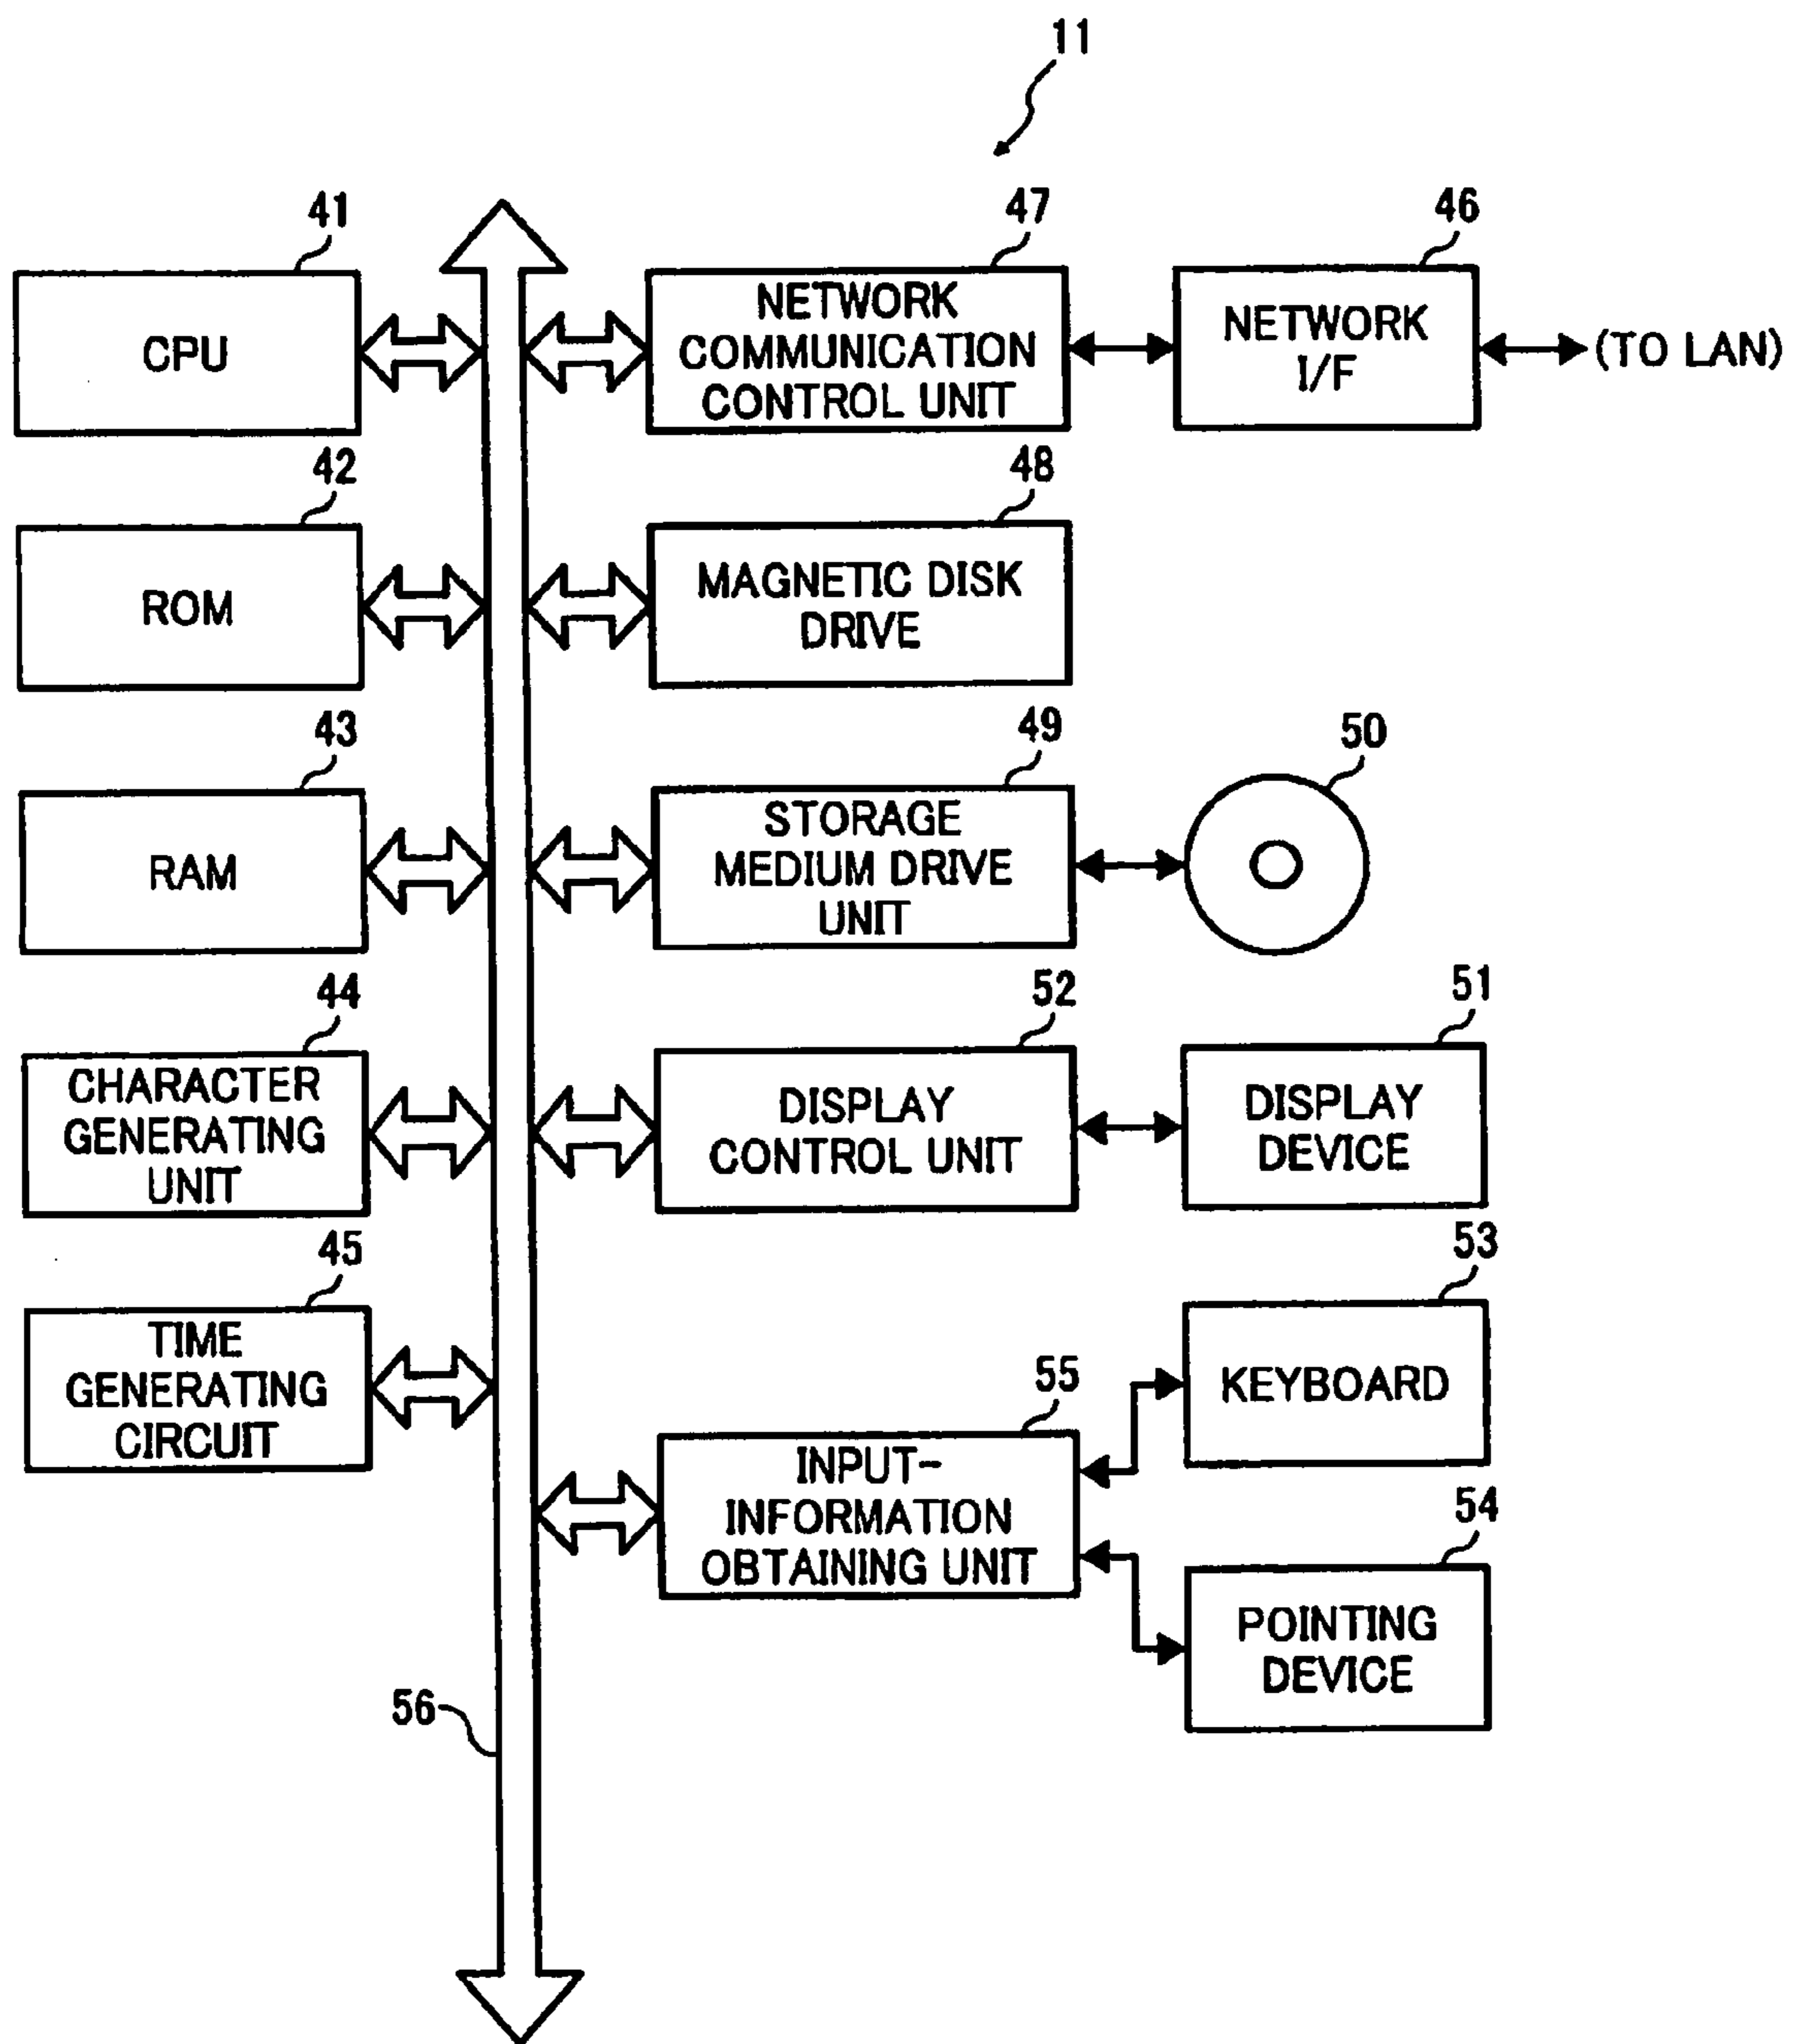 11
41
47
46
CPU
NETWORK
COMMUNICATION
CONTROL UNIT
NETWORK
I/F
(TO LAN)
42
48
ROM
MAGNETIC DISK
DRIVE
43
49
50
RAM
STORAGE
MEDIUM DRIVE
UNIT
44
52
51
CHARACTER
GENERATING
UNIT
DISPLAY
CONTROL UNIT
DISPLAY
DEVICE
45
53
TIME
GENERATING
CIRCUIT
KEYBOARD
55
INPUT-
INFORMATION
OBTAINING UNIT
54
POINTING
DEVICE
56